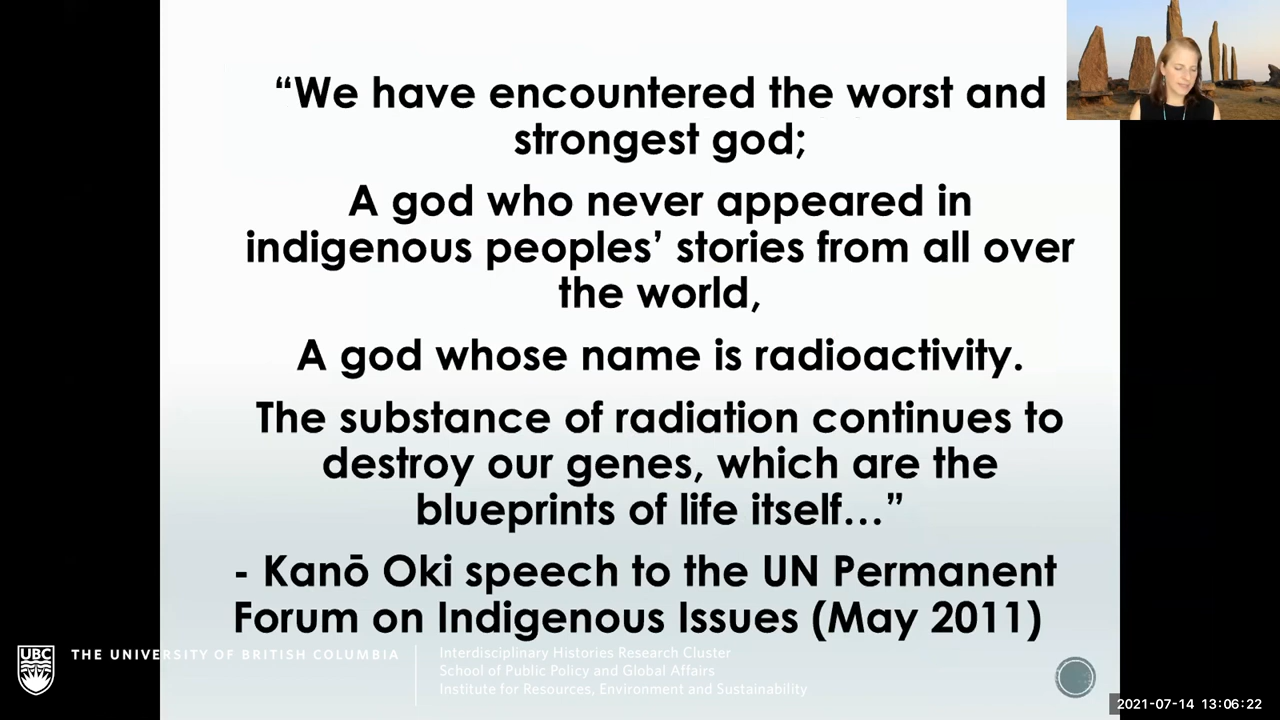 “We have encountered the worst and
strongest god;
A god who never appeared in
indigenous peoples’ stories from all over
the world,
A god whose name is radioactivity.
The substance of radiation continues to
destroy our genes, which are the
blueprints of life itself…”
- Kanō Oki speech to the UN Permanent
Forum on Indigenous Issues (May 2011)
UBC
THE UNIVERSITY OF BRITISH COLUMBIA
Interdisciplinary Histories Research Cluster
School of Public Policy and Global Affairs
Institute for Resources, Environment and Sustainability
2021-07-14 13:06:22